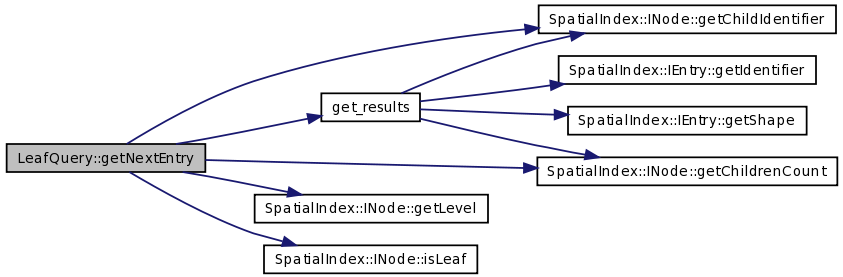 SpatialIndex::INode::getChildIdentifier
SpatialIndex::IEntry::getIdentifier
get_results
SpatialIndex::IEntry::getShape
LeafQuery::getNextEntry
SpatialIndex::INode::getChildrenCount
SpatialIndex::INode::getLevel
SpatialIndex::INode::isLeaf